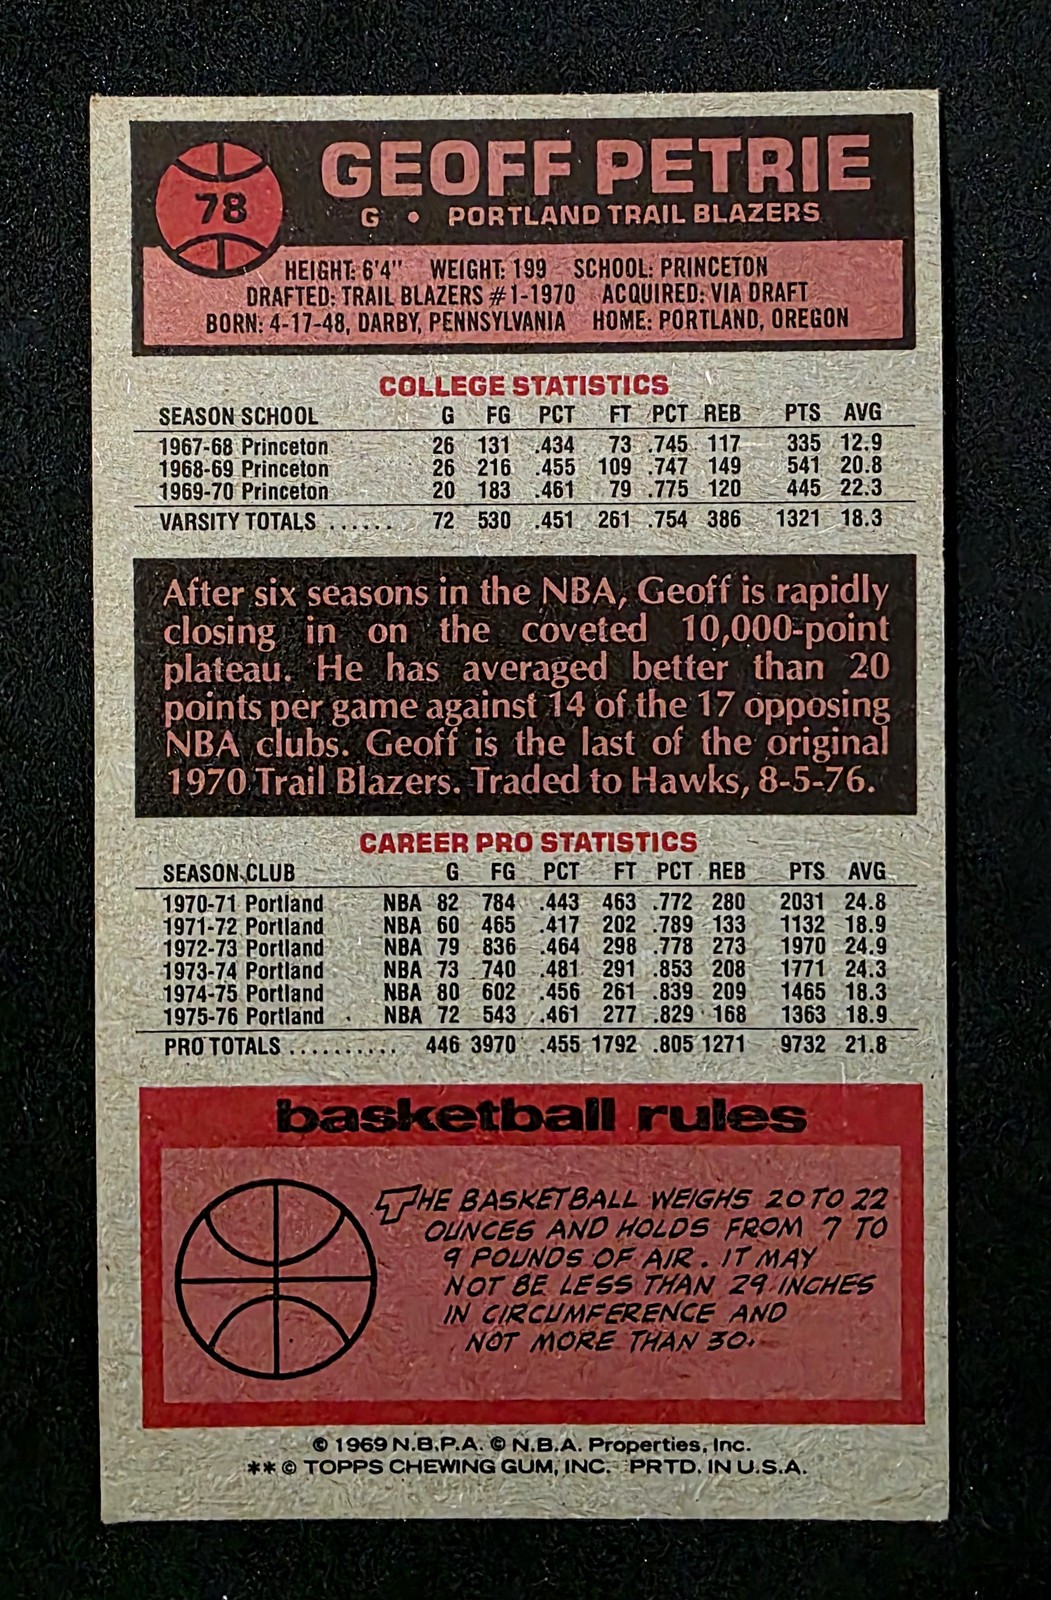 78
GEOFF PETRIE
G • PORTLAND TRAIL BLAZERS
HEIGHT: 6'4" WEIGHT: 199 SCHOOL: PRINCETON
DRAFTED: TRAIL BLAZERS #1-1970 ACQUIRED: VIA DRAFT
BORN: 4-17-48, DARBY, PENNSYLVANIA HOME: PORTLAND, OREGON
COLLEGE STATISTICS
SEASON SCHOOL G FG PCT FT PCT REB PTS AVG
1967-68 Princeton 26 131 .434 73 .745 117 335 12.9
1968-69 Princeton 26 216 .455 109 .747 149 541 20.8
1969-70 Princeton 20 183 .461 79 .775 120 445 22.3
VARSITY TOTALS ...... 72 530 .451 261 .754 386 1321 18.3
After six seasons in the NBA, Geoff is rapidly
closing in on the coveted 10,000-point
plateau. He has averaged better than 20
points per game against 14 of the 17 opposing
NBA clubs. Geoff is the last of the original
1970 Trail Blazers. Traded to Hawks, 8-5-76.
CAREER PRO STATISTICS
SEASON CLUB G FG PCT FT PCT REB PTS AVG
1970-71 Portland NBA 82 784 .443 463 .772 280 2031 24.8
1971-72 Portland NBA 60 465 .417 202 .789 133 1132 18.9
1972-73 Portland NBA 79 836 .464 298 .778 273 1970 24.9
1973-74 Portland NBA 73 740 .481 291 .853 208 1771 24.3
1974-75 Portland NBA 80 602 .456 261 .839 209 1465 18.3
1975-76 Portland NBA 72 543 .461 277 .829 168 1363 18.9
PRO TOTALS .......... 446 3970 .455 1792 .805 1271 9732 21.8
basketball rules
THE BASKETBALL WEIGHS 20 TO 22
OUNCES AND HOLDS FROM 7 TO
9 POUNDS OF AIR. IT MAY
NOT BE LESS THAN 29 INCHES
IN CIRCUMFERENCE AND
NOT MORE THAN 30.
© 1969 N.B.P.A. © N.B.A. Properties, Inc.
** © TOPPS CHEWING GUM, INC. PRTD. IN U.S.A.